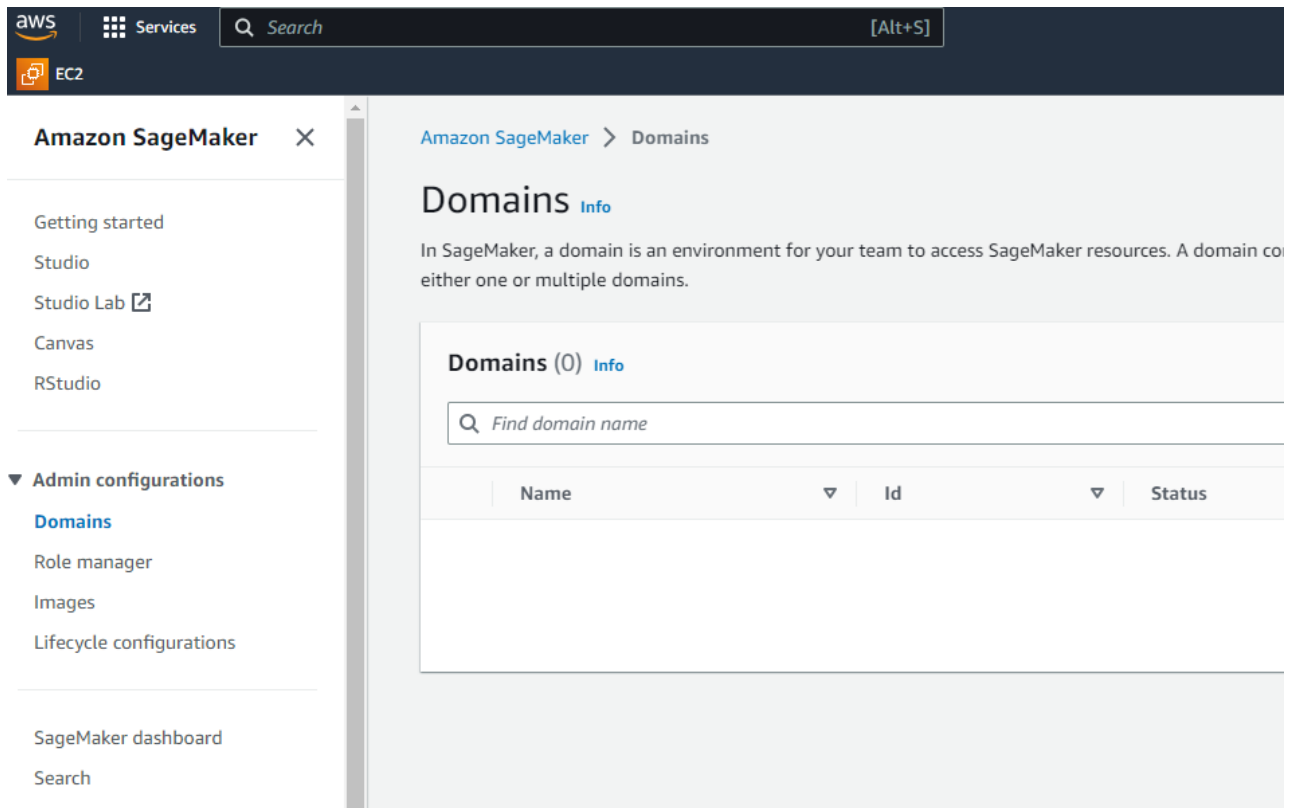 aws
Services
Search
[Alt+S]
EC2
Amazon SageMaker
Getting started
Studio
Studio Lab
Canvas
RStudio
Admin configurations
Domains
Role manager
Images
Lifecycle configurations
SageMaker dashboard
Search
Amazon SageMaker > Domains
Domains Info
In SageMaker, a domain is an environment for your team to access SageMaker resources. A domain
either one or multiple domains.
Domains (0) Info
Find domain name
Name
Id
Status